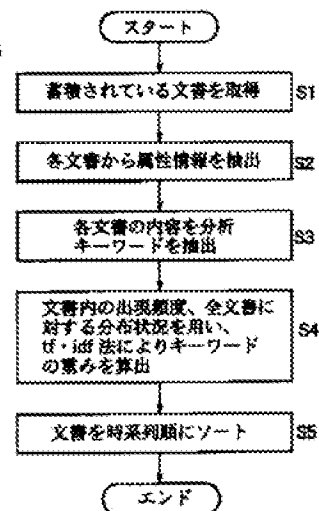 スタート
蓄積されている文書を取得 S1
各文書から属性情報を抽出 S2
各文書の内容を分析
キーワードを抽出 S3
文書内の出現頻度、全文書に
対する分布状況を用い、
tf・idf 法によりキーワード
の重みを算出 S4
文書を時系列順にソート S5
エンド